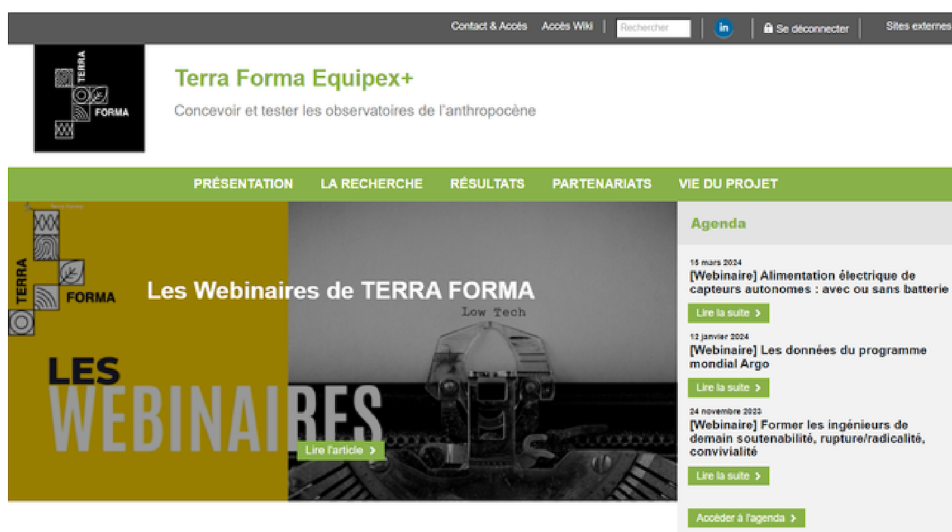 Contact & Accès Accès Wiki Rechercher in Se déconnecter Sites externes
TERRA
FORMA
Terra Forma Equipex+
Concevoir et tester les observatoires de l'anthropocène
PRÉSENTATION LA RECHERCHE RÉSULTATS PARTENARIATS VIE DU PROJET
TERRA
FORMA
Les Webinaires de TERRA FORMA
Low Tech
LES
WEBINAIRES
Lire l'article >
Agenda
15 mars 2024
[Webinaire] Alimentation électrique de
capteurs autonomes : avec ou sans batterie
Lire la suite >
12 janvier 2024
[Webinaire] Les données du programme
mondial Argo
Lire la suite >
24 novembre 2023
[Webinaire] Former les ingénieurs de
demain soutenabilité, rupture/radicalité,
convivialité
Lire la suite >
Accéder à l'agenda >